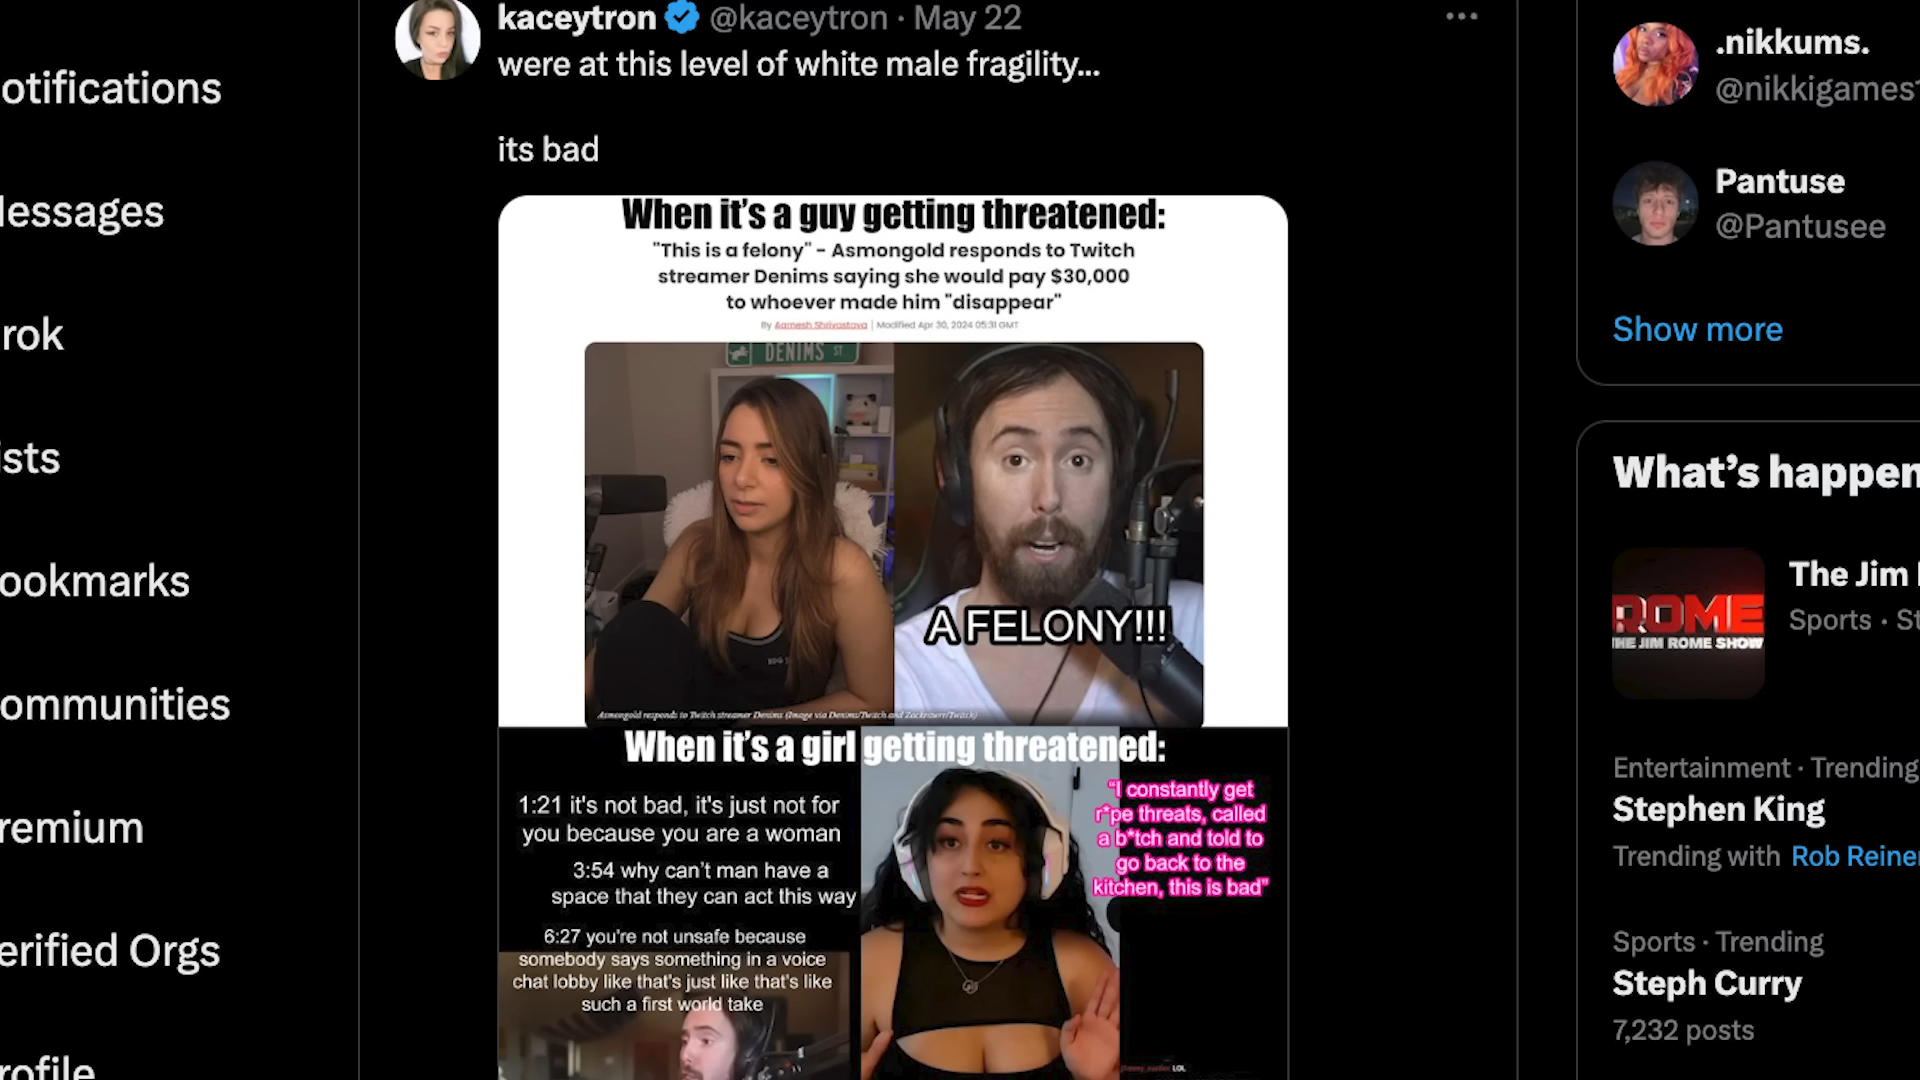 kaceytron @kaceytron · May 22
were at this level of white male fragility...
its bad
When it's a guy getting threatened:
"This is a felony" - Asmongold responds to Twitch
streamer Denims saying she would pay $30,000
to whoever made him "disappear"
By Aarnesh Shrivastava | Modified Apr 30, 2024 05:31 GMT
DENIMS ST
A FELONY!!!
Asmongold responds to Twitch streamer Denims (Image via Denims/Twitch and Zackrawrr/Twitch)
When it's a girl getting threatened:
1:21 it's not bad, it's just not for
you because you are a woman
3:54 why can't man have a
space that they can act this way
6:27 you're not unsafe because
somebody says something in a voice
chat lobby like that's just like that's like
such a first world take
"I constantly get
r*pe threats, called
a b*tch and told to
go back to the
kitchen, this is bad"
LOL
otifications
essages
rok
ists
ookmarks
ommunities
remium
erified Orgs
rofile
.nikkums.
@nikkigames
Pantuse
@Pantusee
Show more
What's happen
ROME
THE JIM ROME SHOW
The Jim
Sports · St
Entertainment · Trending
Stephen King
Trending with Rob Reiner
Sports · Trending
Steph Curry
7,232 posts